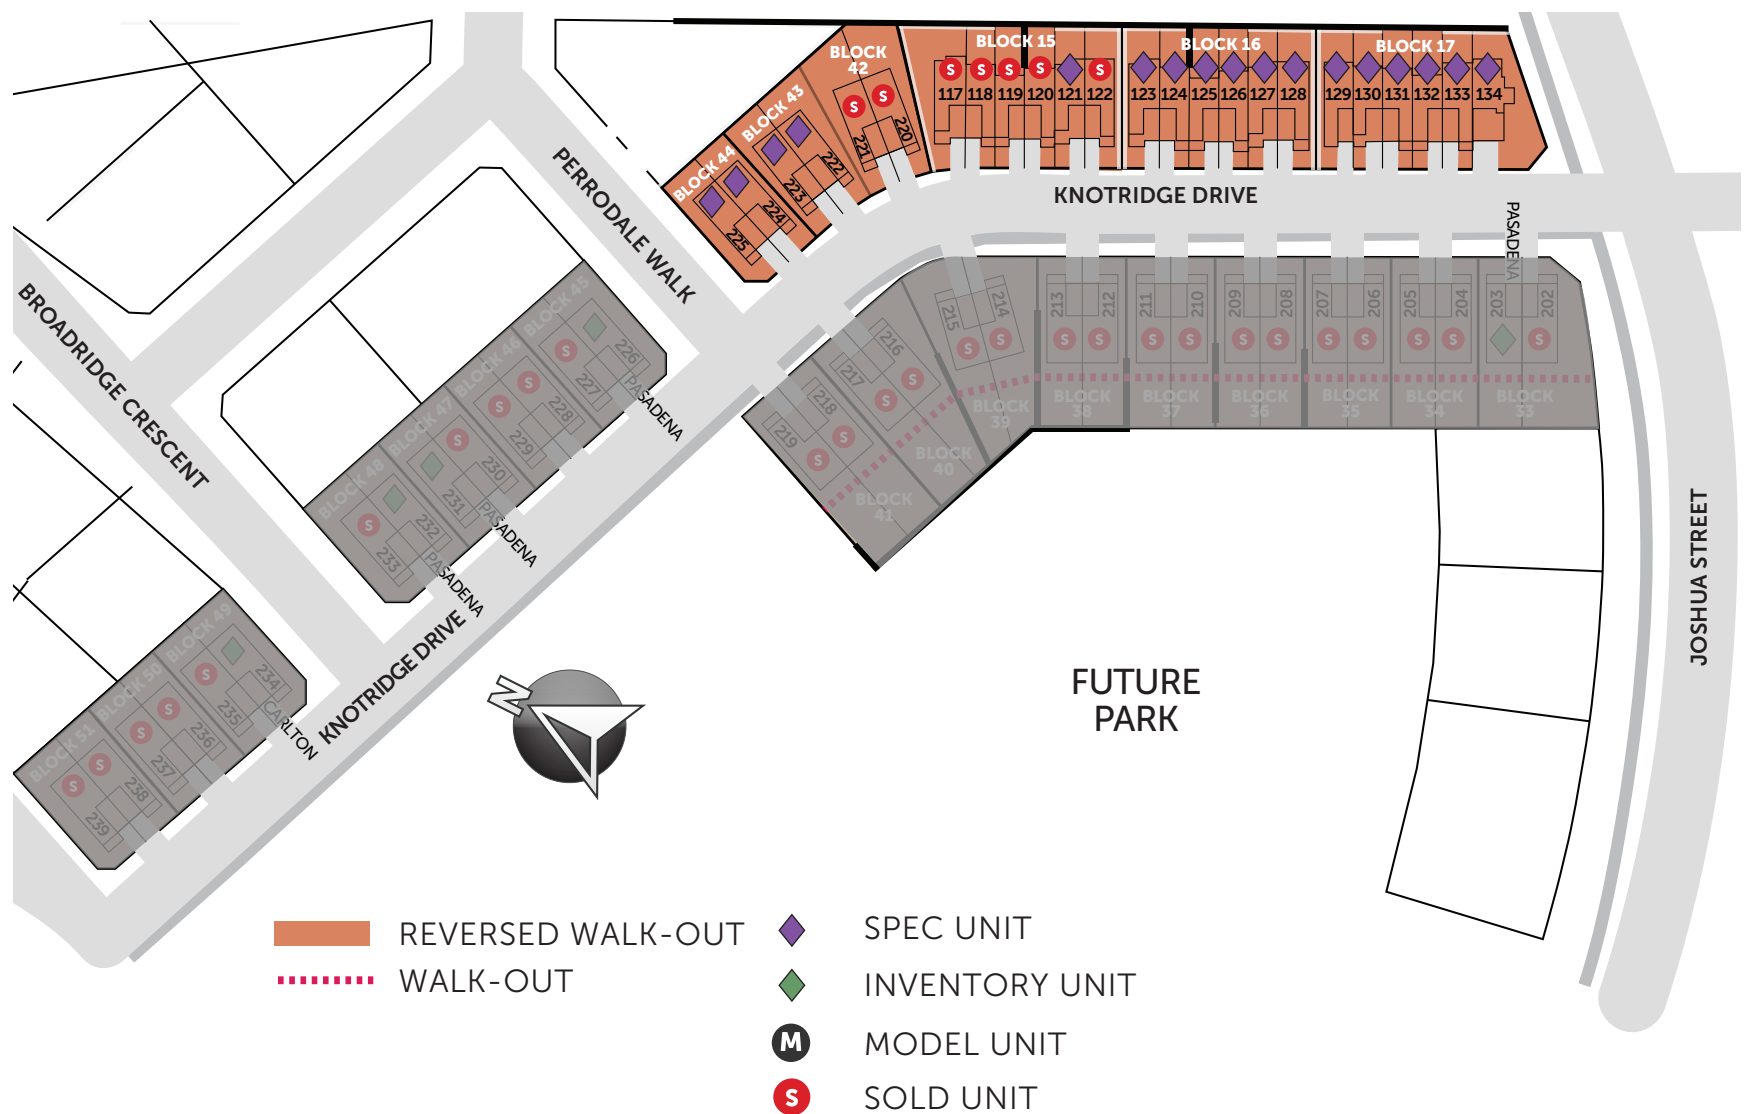 BLOCK
42
BLOCK 15
BLOCK 16
BLOCK 17
S
S
S
S
S
S
S
117 118 119 120 121 122
123 124 125 126 127 128
129 130 131 132 133 134
BLOCK 43
BLOCK 44
221
220
222
223
224
225
KNOTRIDGE DRIVE
PERRODALE WALK
BROADRIDGE CRESCENT
PASADENA
BLOCK 45
BLOCK 46
BLOCK 47
BLOCK 48
S
226
227
S
S
228
229
S
230
231
S
232
233
PASADENA
PASADENA
PASADENA
215
214
S
S
213
212
S
S
211
210
S
S
209
208
S
S
207
206
S
S
205
204
S
S
203
202
S
216
217
S
S
218
219
S
S
BLOCK
39
BLOCK
38
BLOCK
37
BLOCK
36
BLOCK
35
BLOCK
34
BLOCK
33
BLOCK
40
BLOCK
41
BLOCK 49
BLOCK 50
BLOCK 51
S
234
235
S
S
236
237
S
S
238
239
CARLTON
KNOTRIDGE DRIVE
N
JOSHUA STREET
FUTURE
PARK
REVERSED WALK-OUT
WALK-OUT
SPEC UNIT
INVENTORY UNIT
M MODEL UNIT
S SOLD UNIT